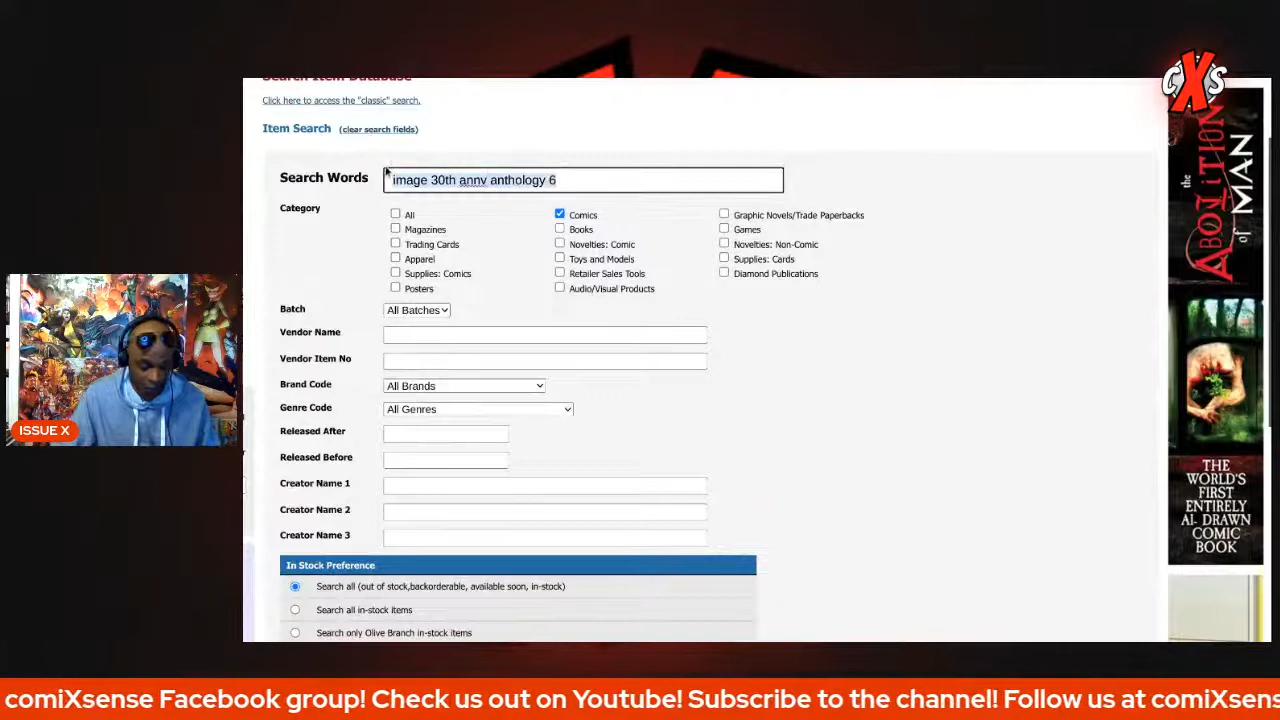 Search Item Database
Click here to access the "classic" search.
Item Search (clear search fields)
Search Words image 30th annv anthology 6
Category
All Comics Graphic Novels/Trade Paperbacks
Magazines Books Games
Trading Cards Novelties: Comic Novelties: Non-Comic
Apparel Toys and Models Supplies: Cards
Supplies: Comics Retailer Sales Tools Diamond Publications
Posters Audio/Visual Products
Batch All Batches
Vendor Name
Vendor Item No
Brand Code All Brands
Genre Code All Genres
Released After
Released Before
Creator Name 1
Creator Name 2
Creator Name 3
In Stock Preference
Search all (out of stock,backorderable, available soon, in-stock)
Search all in-stock items
Search only Olive Branch in-stock items
CXS
the ABOLITION of MAN
THE
WORLD'S
FIRST
ENTIRELY
AI- DRAWN
COMIC
BOOK
ISSUE X
comiXsense Facebook group! Check us out on Youtube! Subscribe to the channel! Follow us at comiXsens